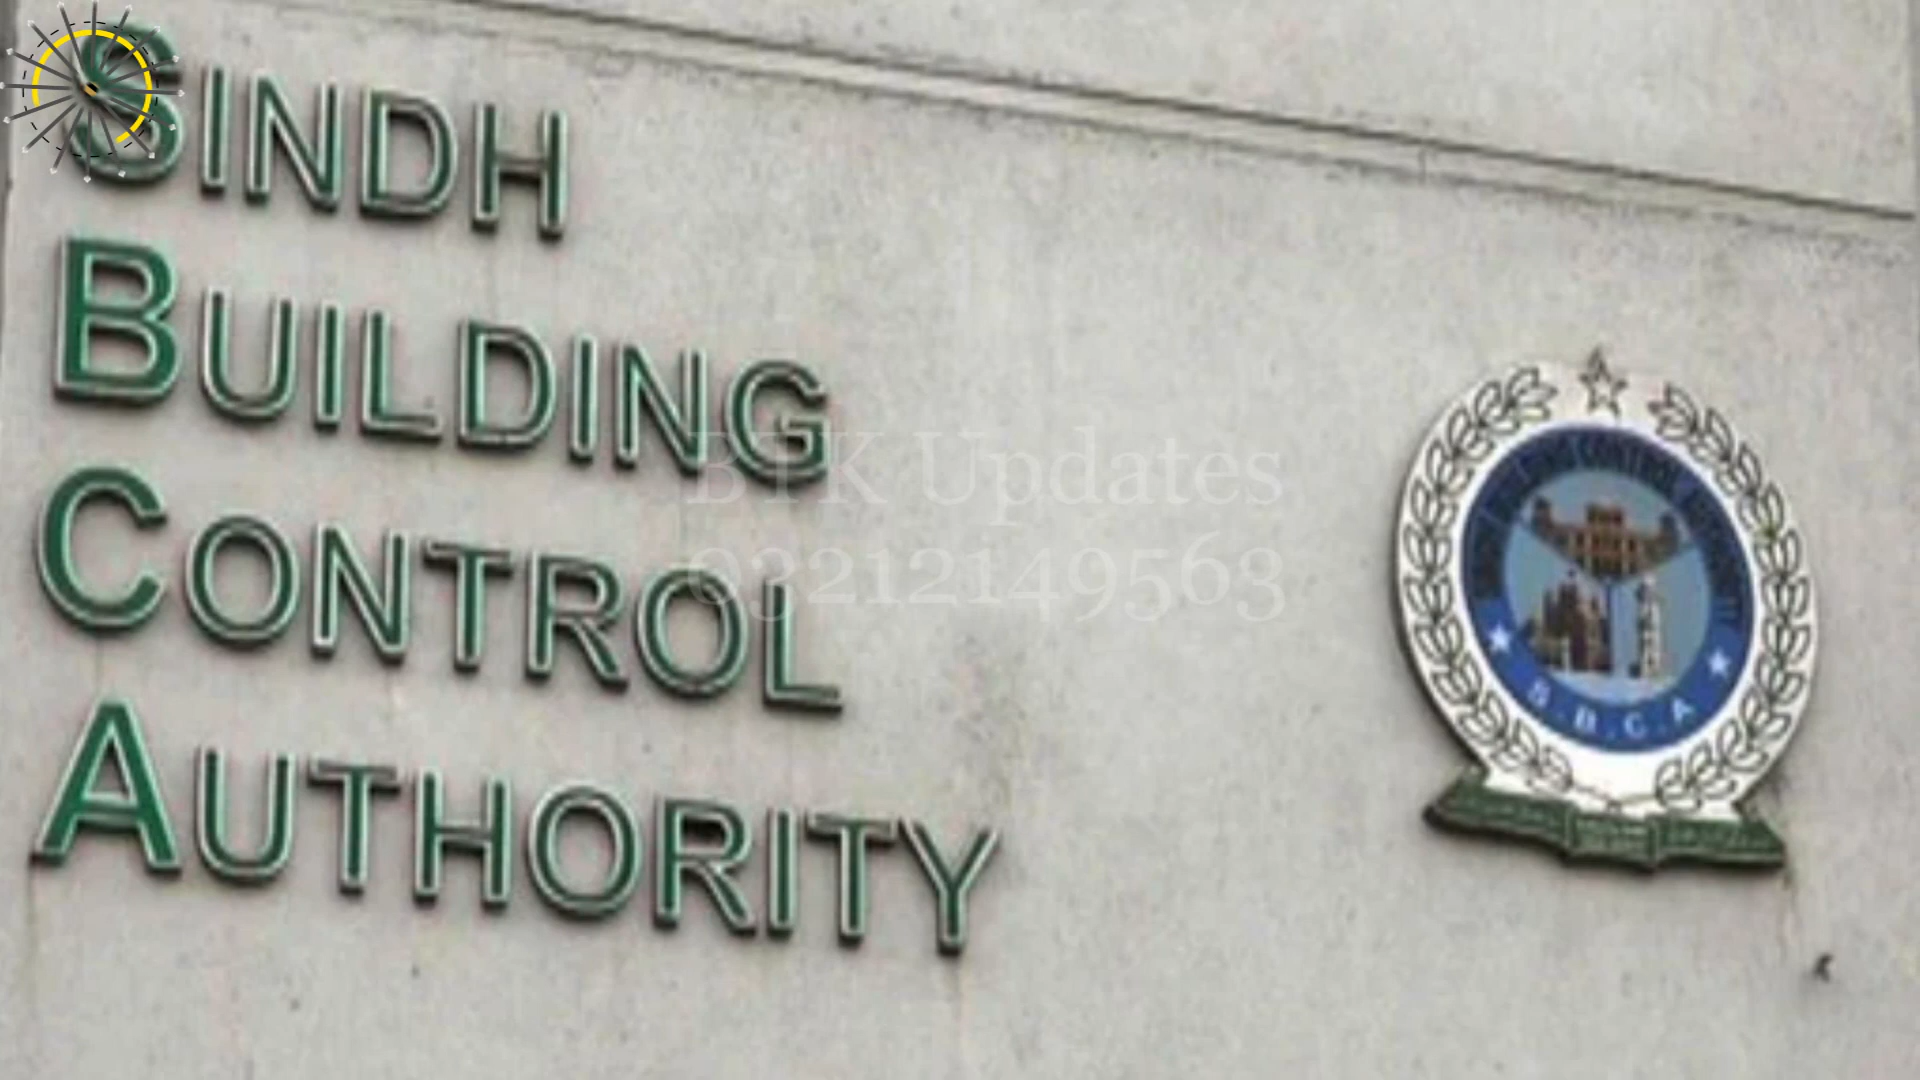 SINDH
BUILDING
CONTROL
AUTHORITY
BTK Updates
03212149563
S.B.C.A